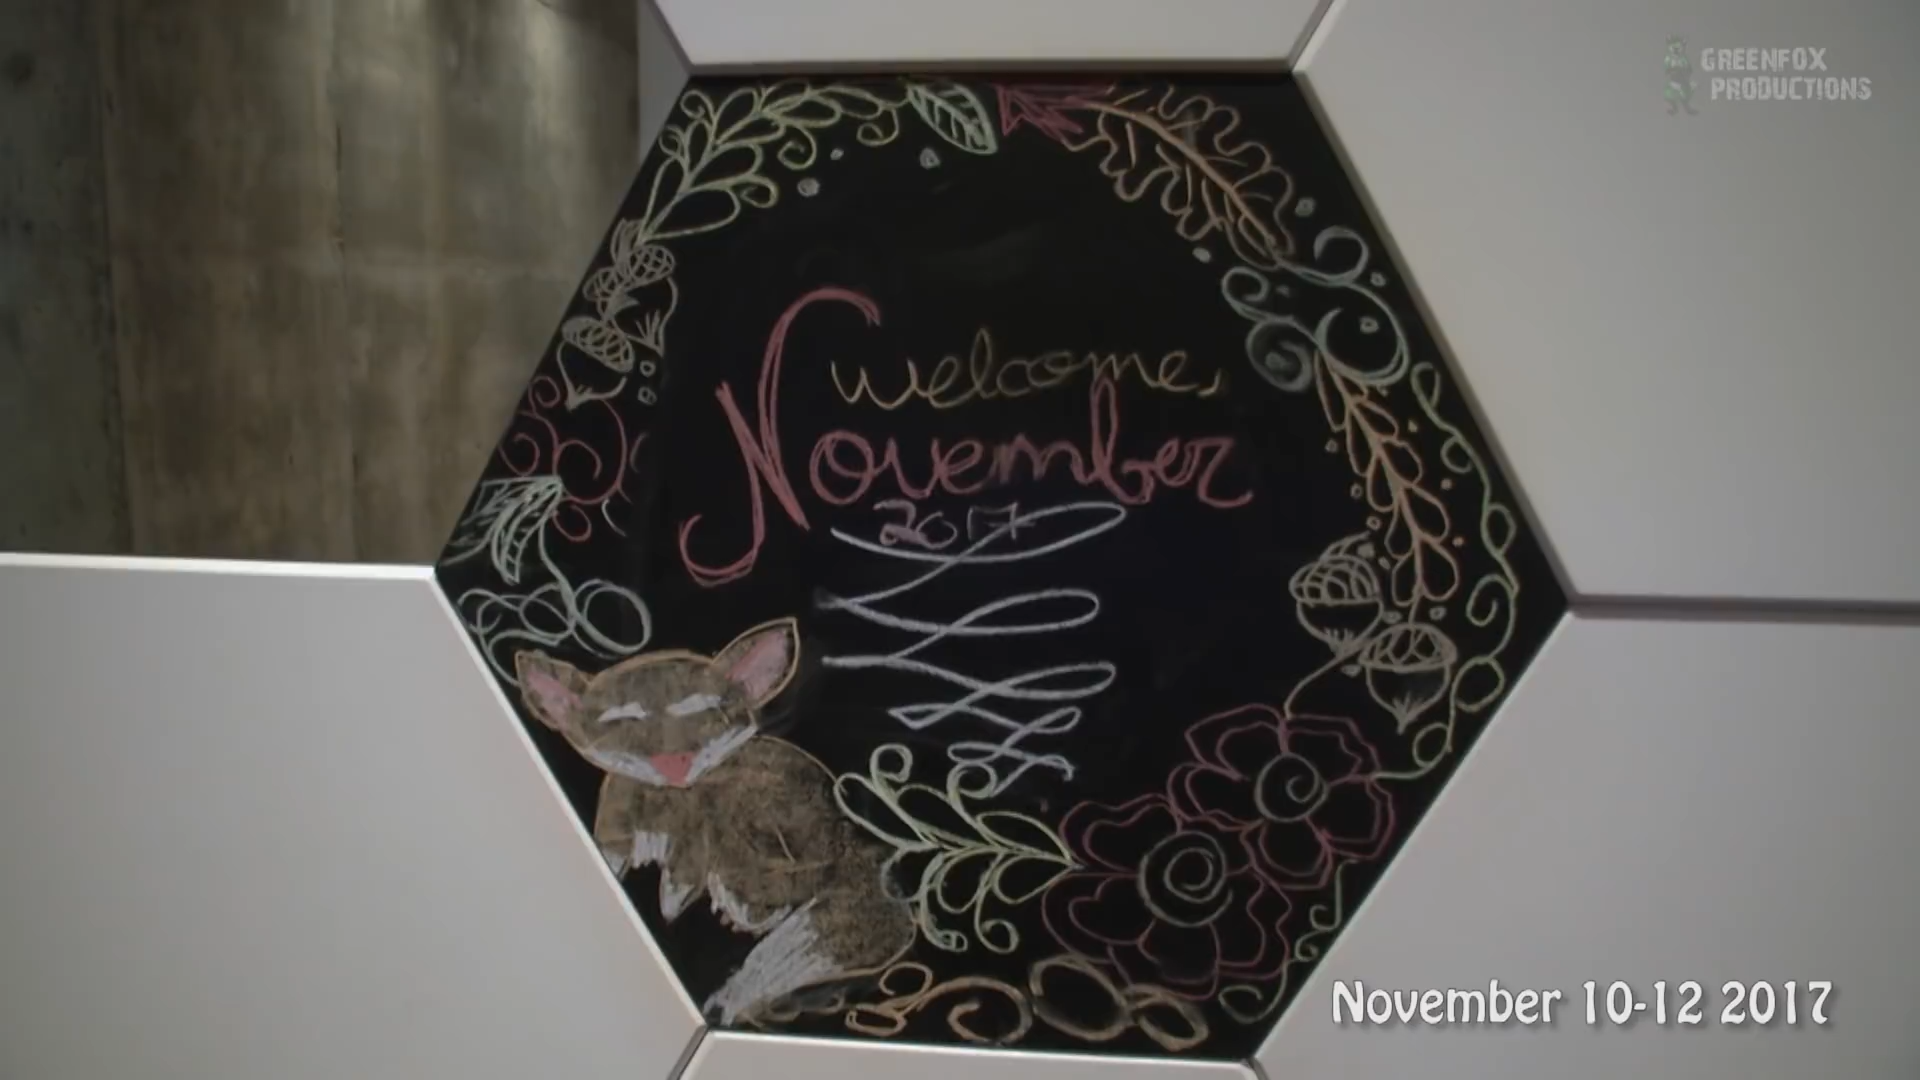 GREENFOX
PRODUCTIONS
welcome,
November
2017
November 10-12 2017